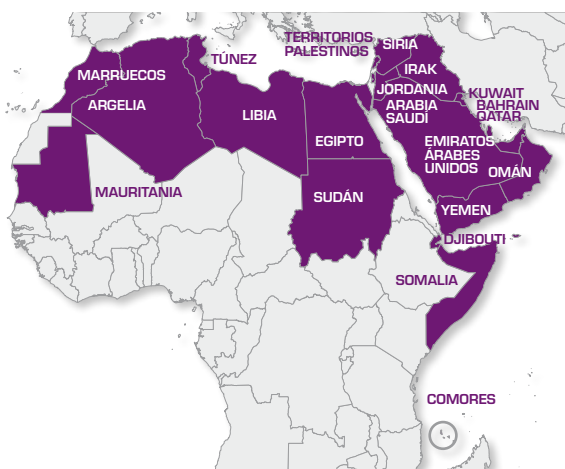 TERRITORIOS
PALESTINOS
SIRIA
TÚNEZ
IRAK
MARRUECOS
JORDANIA
KUWAIT
BAHRAIN
QATAR
ARGELIA
LIBIA
ARABIA
SAUDÍ
EGIPTO
EMIRATOS
ÁRABES
UNIDOS
OMÁN
MAURITANIA
SUDÁN
YEMEN
DJIBOUTI
SOMALIA
COMORES